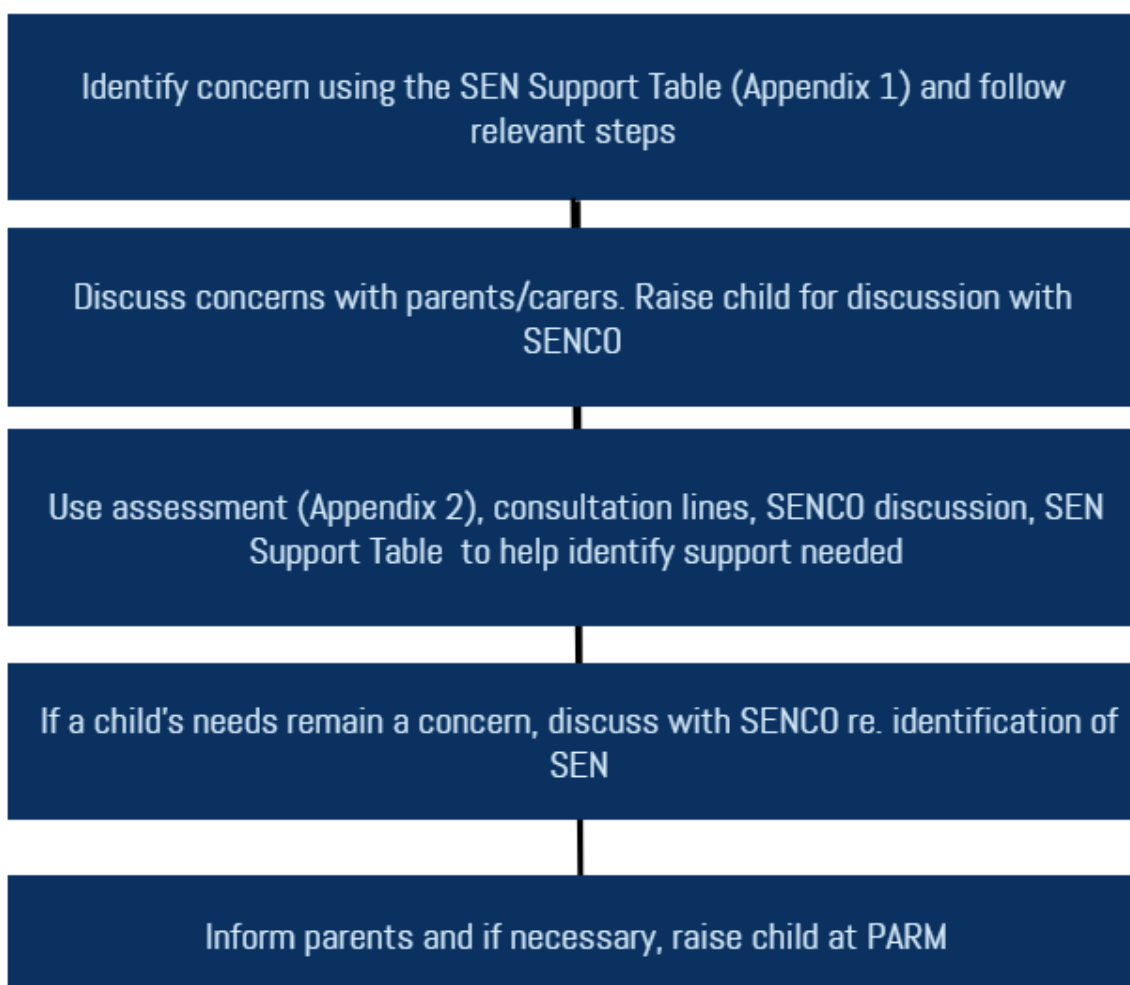 Identify concern using the SEN Support Table (Appendix 1) and follow
relevant steps
Discuss concerns with parents/carers. Raise child for discussion with
SENCO
Use assessment (Appendix 2), consultation lines, SENCO discussion, SEN
Support Table  to help identify support needed
If a child's needs remain a concern, discuss with SENCO re. identification of
SEN
Inform parents and if necessary, raise child at PARM